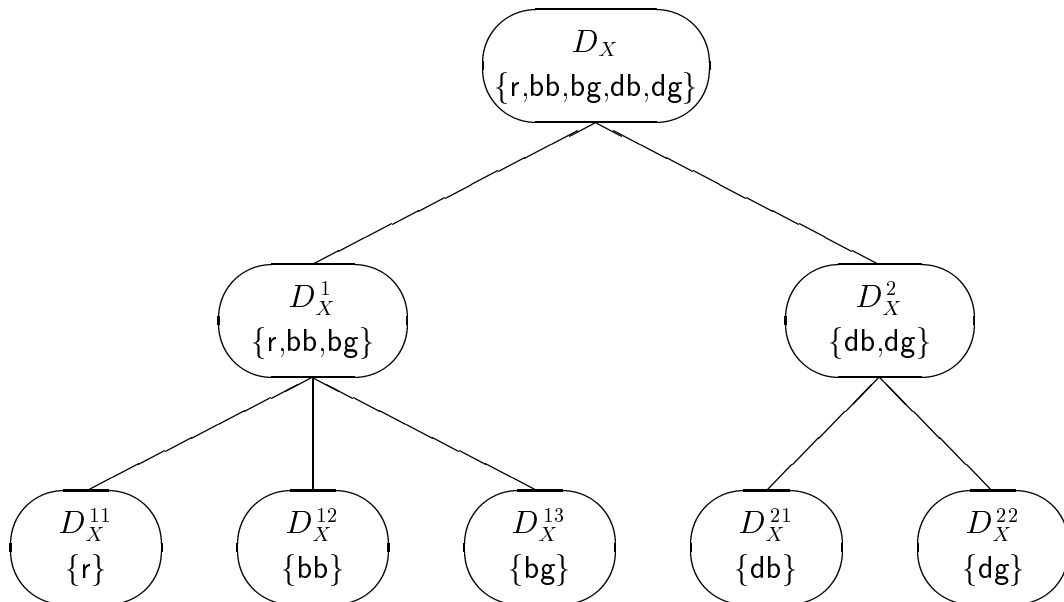 D_X
{r,bb,bg,db,dg}
D_X^1
{r,bb,bg}
D_X^2
{db,dg}
D_X^{11}
{r}
D_X^{12}
{bb}
D_X^{13}
{bg}
D_X^{21}
{db}
D_X^{22}
{dg}